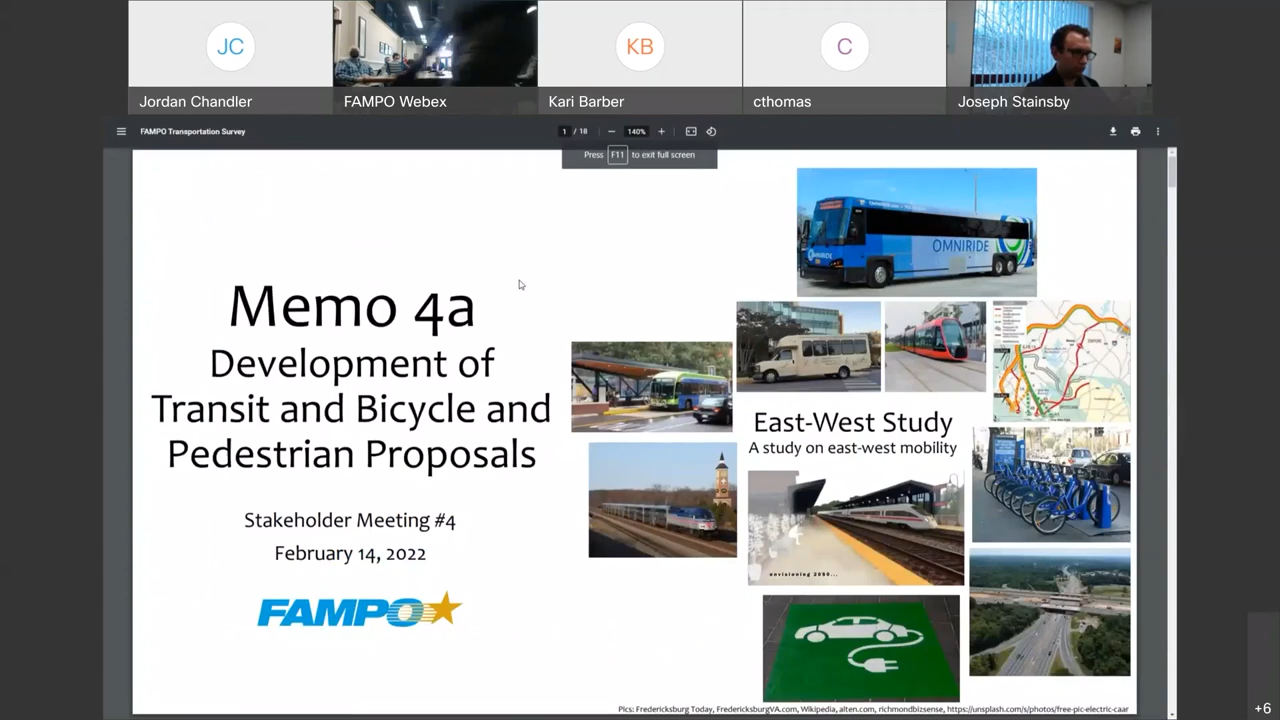 JC
KB
C
Jordan Chandler
FAMPO Webex
Kari Barber
cthomas
Joseph Stainsby
FAMPO Transportation Survey
1 / 18
140%
Press F11 to exit full screen
OMNIRIDE
Memo 4a
Development of
Transit and Bicycle and
Pedestrian Proposals
Stakeholder Meeting #4
February 14, 2022
FAMPO
East-West Study
A study on east-west mobility
envisioning 2050...
Pics: Fredericksburg Today, FredericksburgVA.com, Wikipedia, alten.com, richmondbizsense, https://unsplash.com/s/photos/free-pic-electric-caar
+6